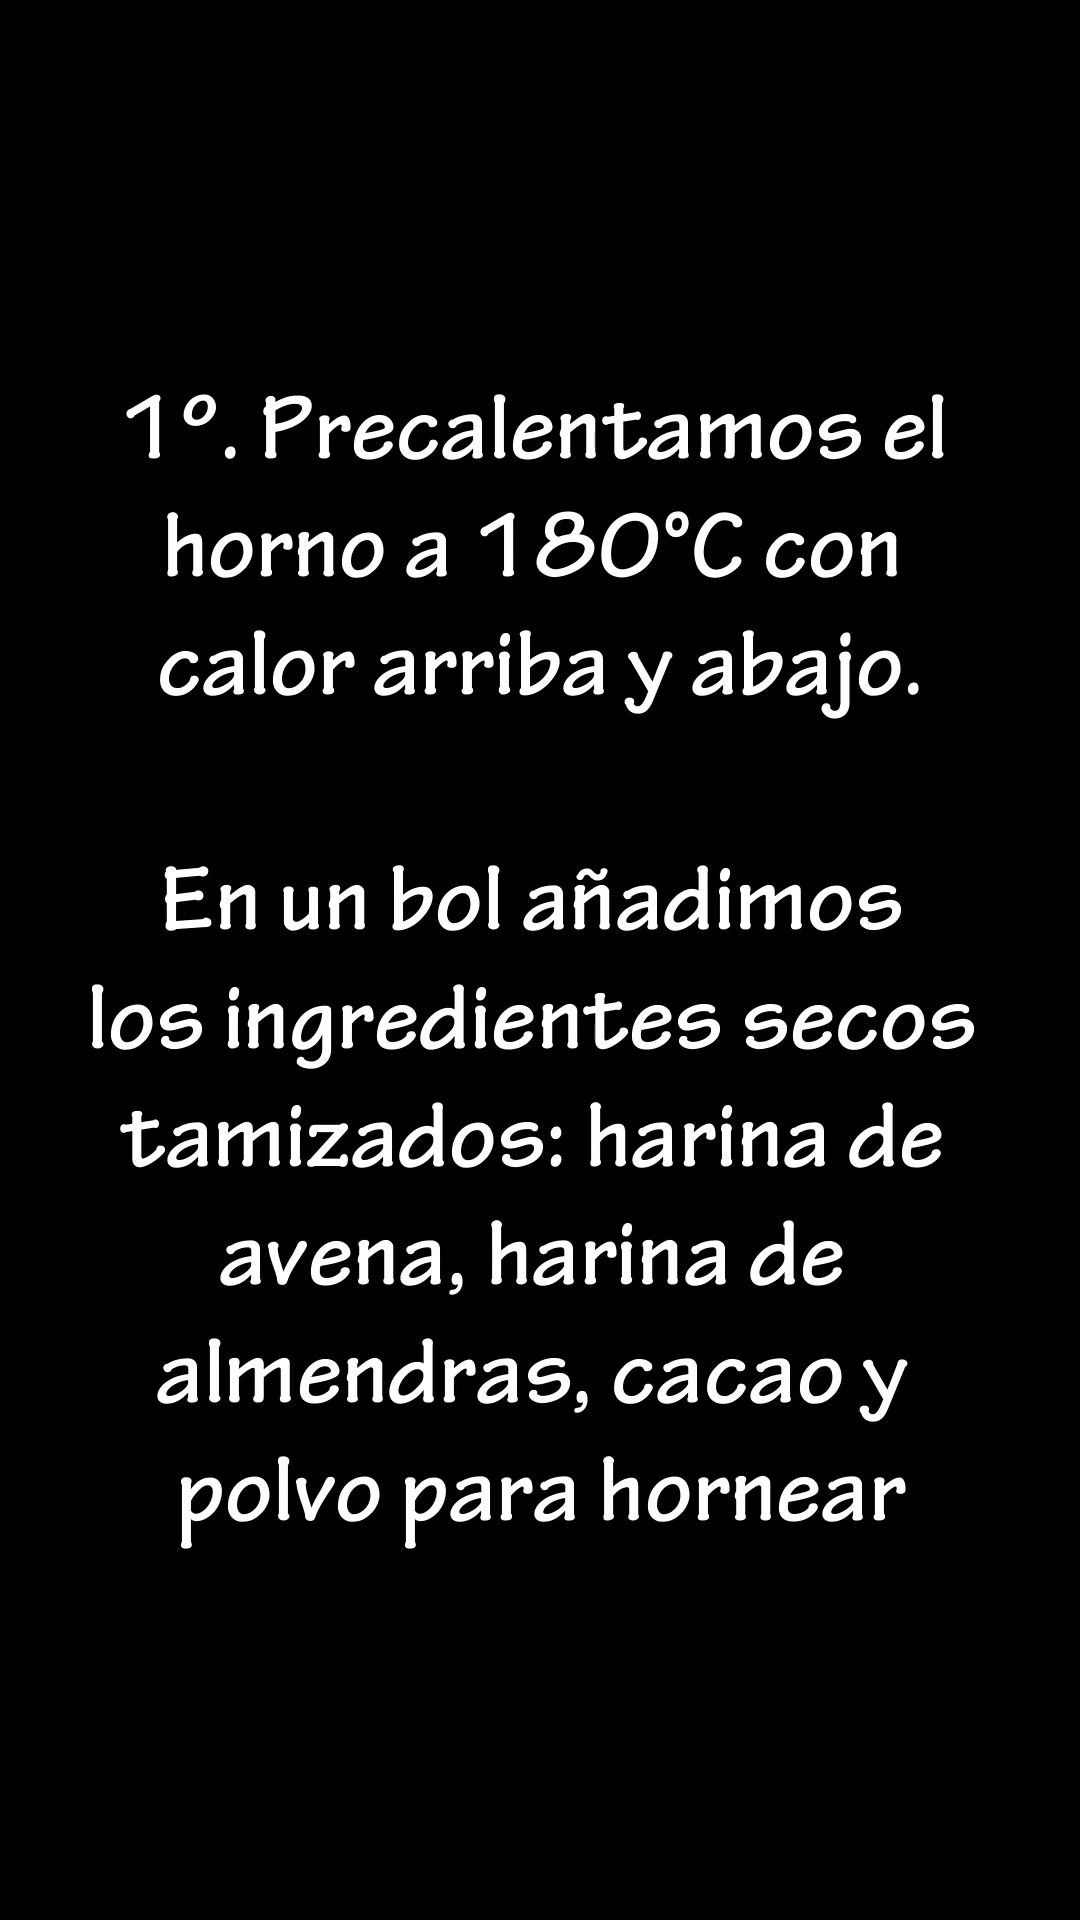 1º. Precalentamos el
horno a 180°C con
calor arriba y abajo.
En un bol añadimos
los ingredientes secos
tamizados: harina de
avena, harina de
almendras, cacao y
polvo para hornear